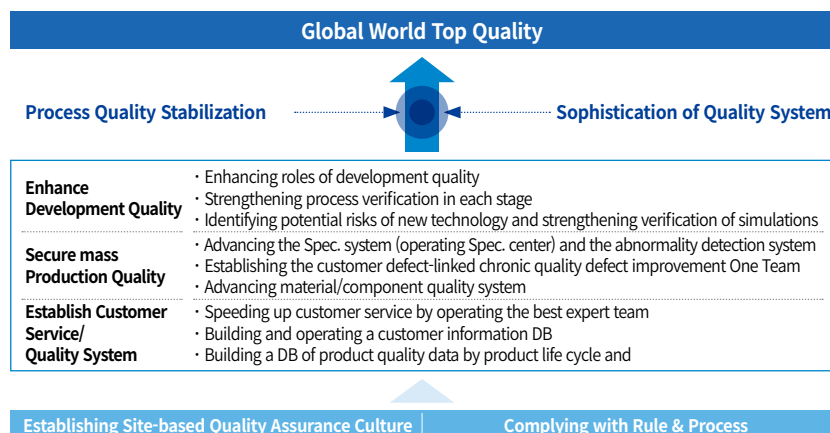 Global World Top Quality
Process Quality Stabilization
Sophistication of Quality System
Enhance
Development Quality
· Enhancing roles of development quality
· Strengthening process verification in each stage
· Identifying potential risks of new technology and strengthening verification of simulations
Secure mass
Production Quality
· Advancing the Spec. system (operating Spec. center) and the abnormality detection system
· Establishing the customer defect-linked chronic quality defect improvement One Team
· Advancing material/component quality system
Establish Customer
Service/
Quality System
· Speeding up customer service by operating the best expert team
· Building and operating a customer information DB
· Building a DB of product quality data by product life cycle and
Establishing Site-based Quality Assurance Culture
Complying with Rule & Process